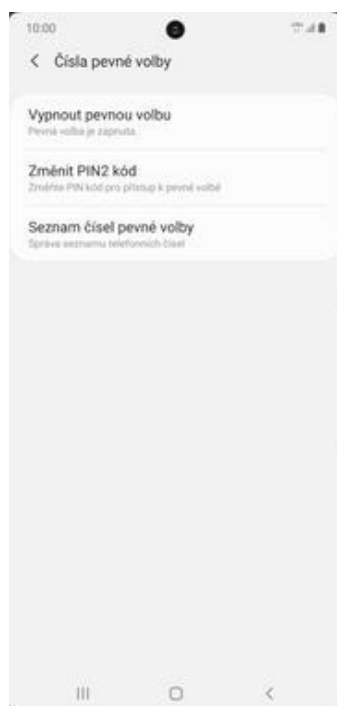 10:00
Čísla pevné volby
Vypnout pevnou volbu
Pevná volba je zapnuta.
Změnit PIN2 kód
Změňte PIN kód pro přístup k pevné volbě
Seznam čísel pevné volby
Správa seznamu telefonních čísel